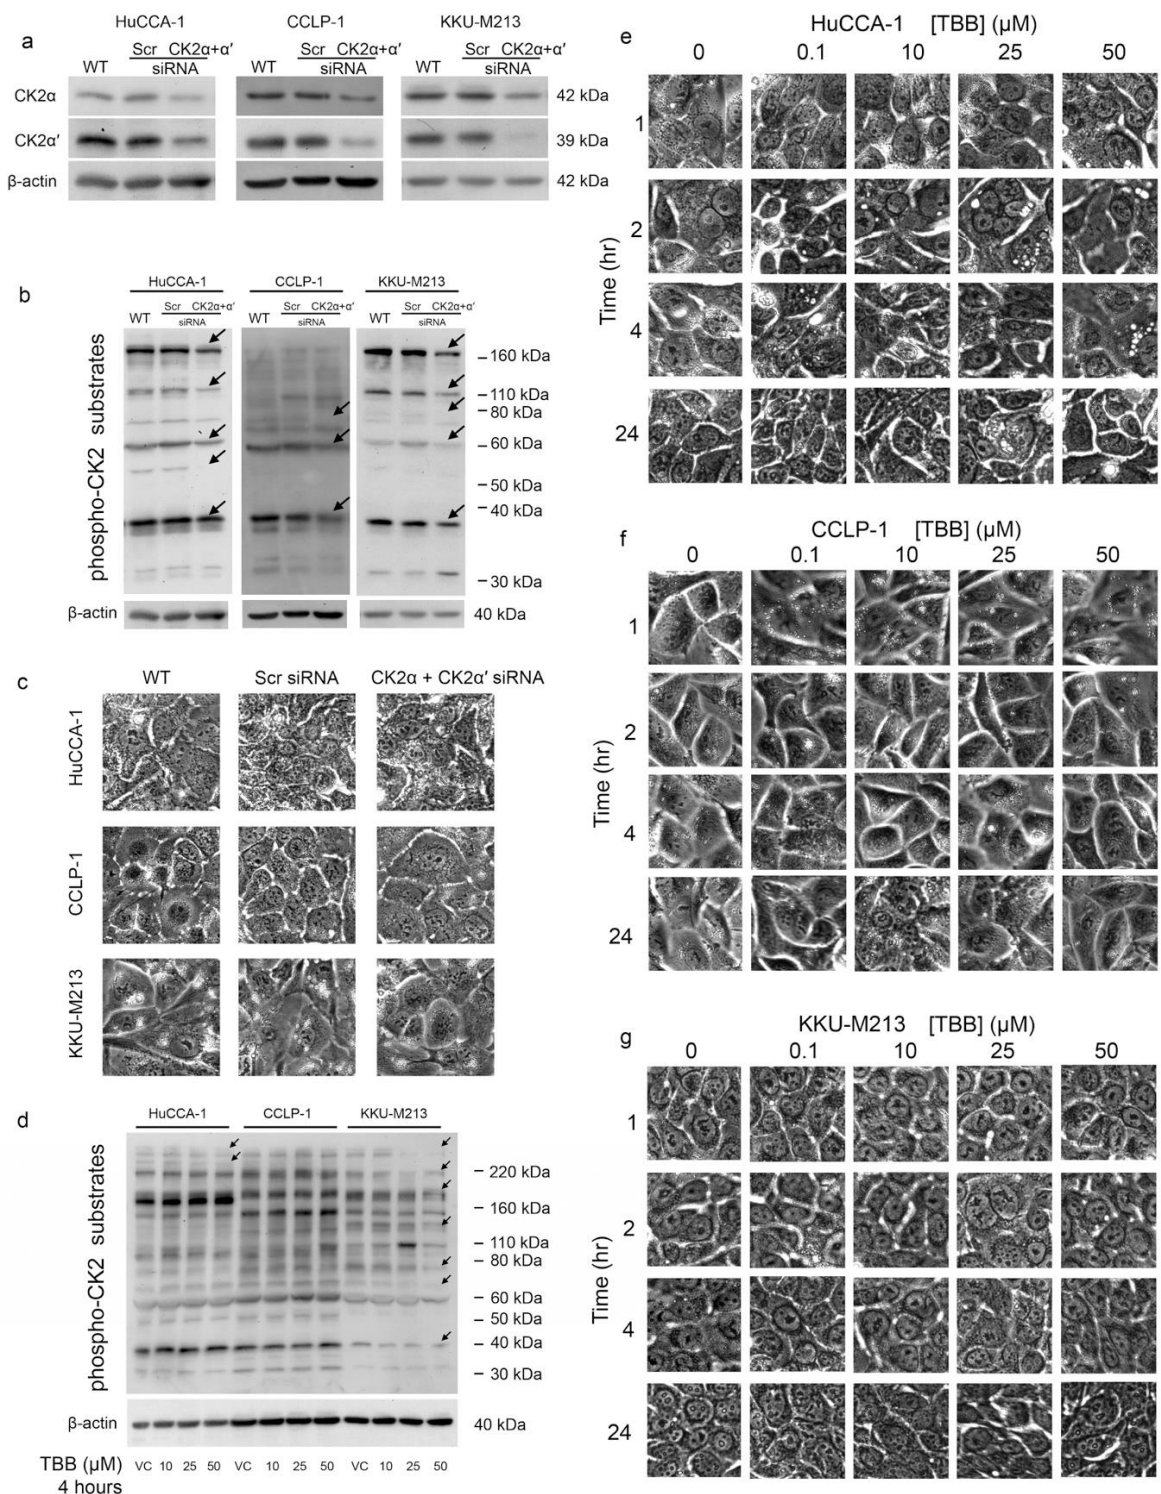 a
HuCCA-1 CCLP-1 KKU-M213
Scr CK2α+α′ Scr CK2α+α′ Scr CK2α+α′
WT siRNA WT siRNA WT siRNA
CK2α 42 kDa
CK2α′ 39 kDa
β-actin 42 kDa
b
HuCCA-1 CCLP-1 KKU-M213
Scr CK2α+α′ Scr CK2α+α′ Scr CK2α+α′
WT siRNA WT siRNA WT siRNA
phospho-CK2 substrates
160 kDa
110 kDa
80 kDa
60 kDa
50 kDa
40 kDa
30 kDa
β-actin 40 kDa
c
WT Scr siRNA CK2α + CK2α′ siRNA
HuCCA-1
CCLP-1
KKU-M213
d
HuCCA-1 CCLP-1 KKU-M213
phospho-CK2 substrates
220 kDa
160 kDa
110 kDa
80 kDa
60 kDa
50 kDa
40 kDa
30 kDa
β-actin 40 kDa
TBB (μM) VC 10 25 50 VC 10 25 50 VC 10 25 50
4 hours
e
HuCCA-1 [TBB] (μM)
0 0.1 10 25 50
Time (hr)
1
2
4
24
f
CCLP-1 [TBB] (μM)
0 0.1 10 25 50
Time (hr)
1
2
4
24
g
KKU-M213 [TBB] (μM)
0 0.1 10 25 50
Time (hr)
1
2
4
24